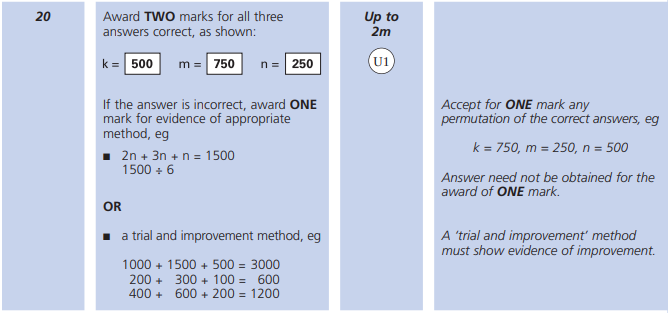 20
Award TWO marks for all three
answers correct, as shown:
k = 500 m = 750 n = 250
If the answer is incorrect, award ONE
mark for evidence of appropriate
method, eg
■ 2n + 3n + n = 1500
1500 ÷ 6
OR
■ a trial and improvement method, eg
1000 + 1500 + 500 = 3000
200 + 300 + 100 = 600
400 + 600 + 200 = 1200
Up to
2m
U1
Accept for ONE mark any
permutation of the correct answers, eg
k = 750, m = 250, n = 500
Answer need not be obtained for the
award of ONE mark.
A ‘trial and improvement’ method
must show evidence of improvement.